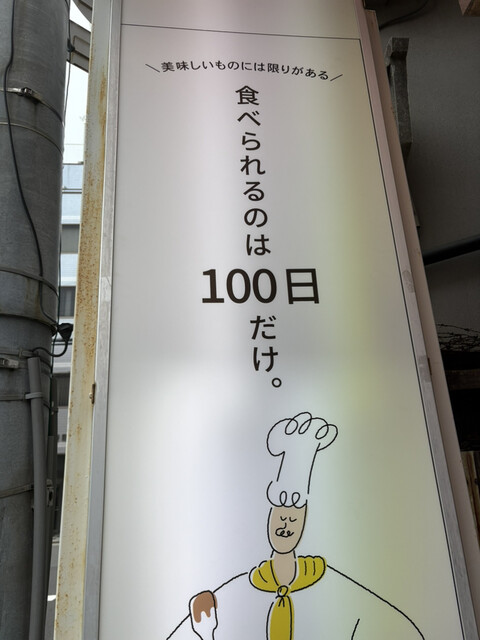 美味しいものには限りがある
食べられるのは
100日
だけ。